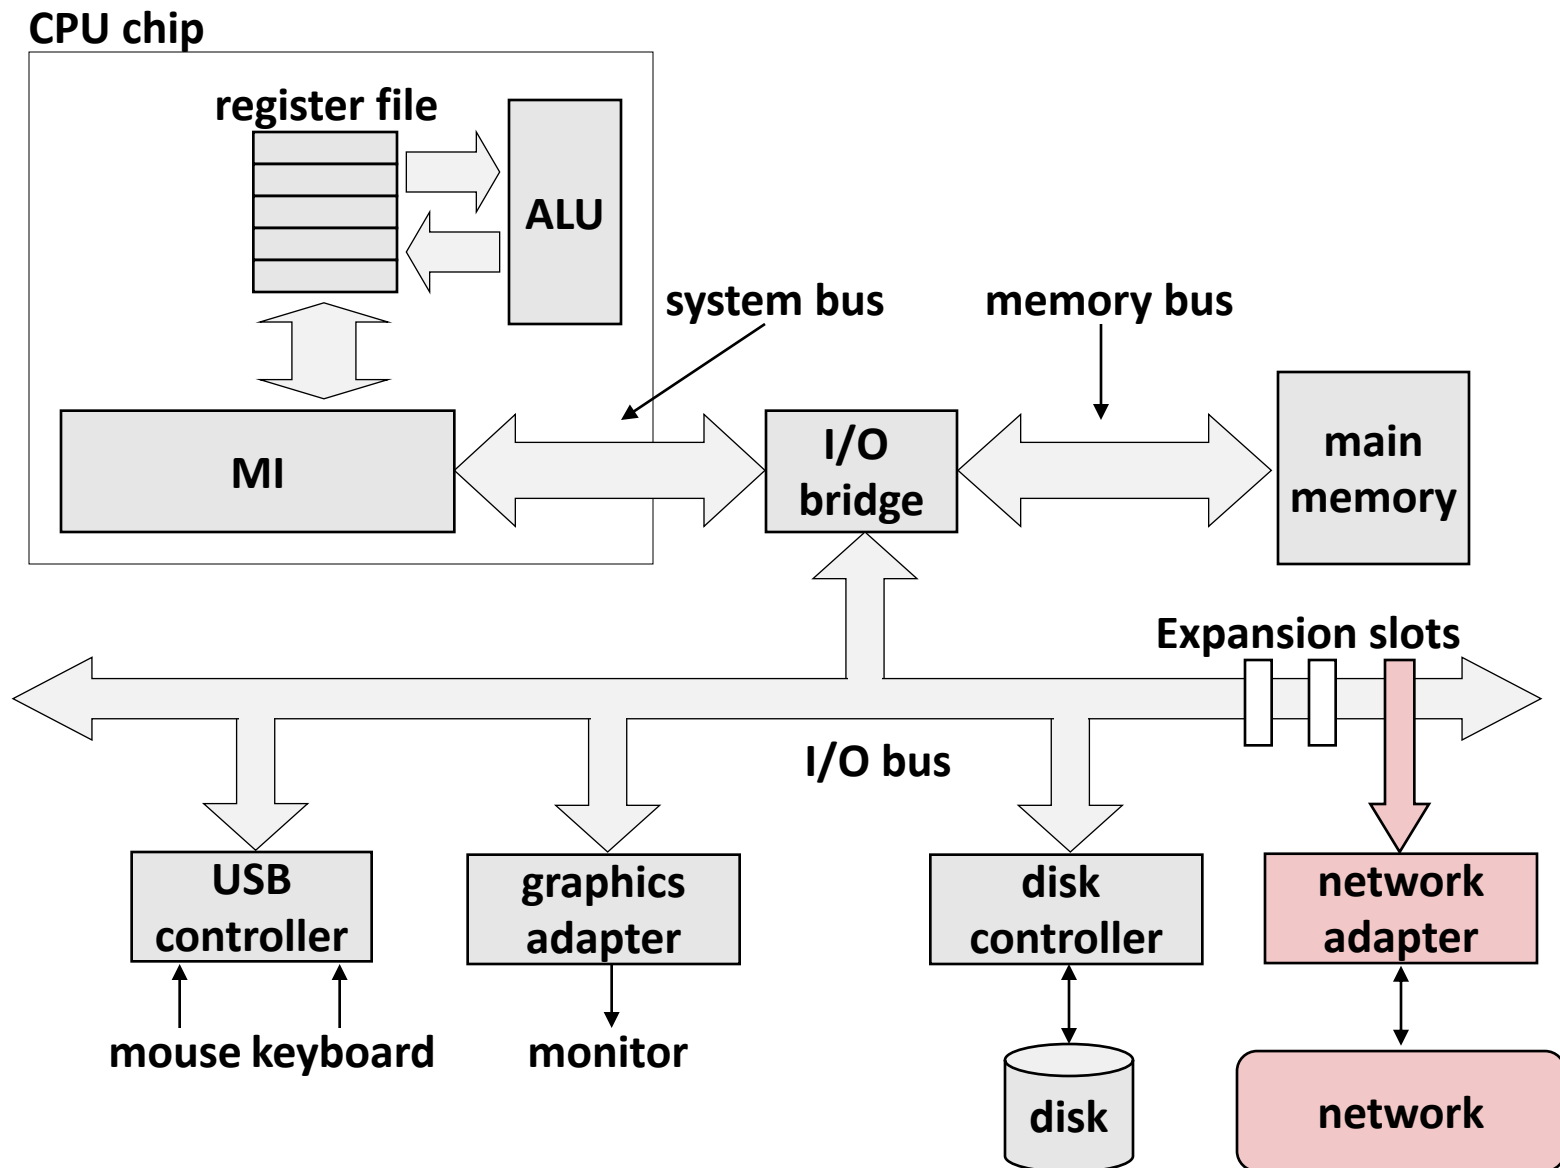 CPU chip
register file
ALU
system bus
memory bus
MI
I/O
bridge
main
memory
Expansion slots
I/O bus
USB
controller
graphics
adapter
disk
controller
network
adapter
mouse keyboard
monitor
disk
network